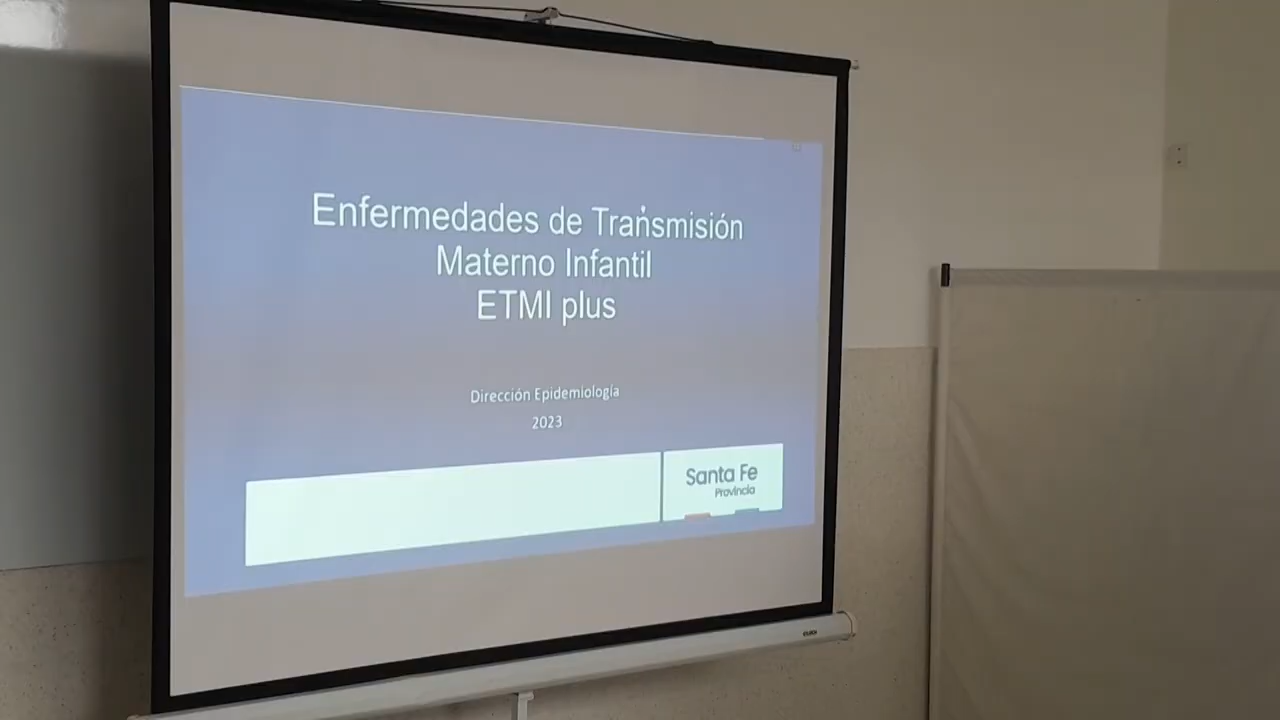 Enfermedades de Transmisión
Materno Infantil
ETMI plus
Dirección Epidemiología
2023
Santa Fe
Provincia